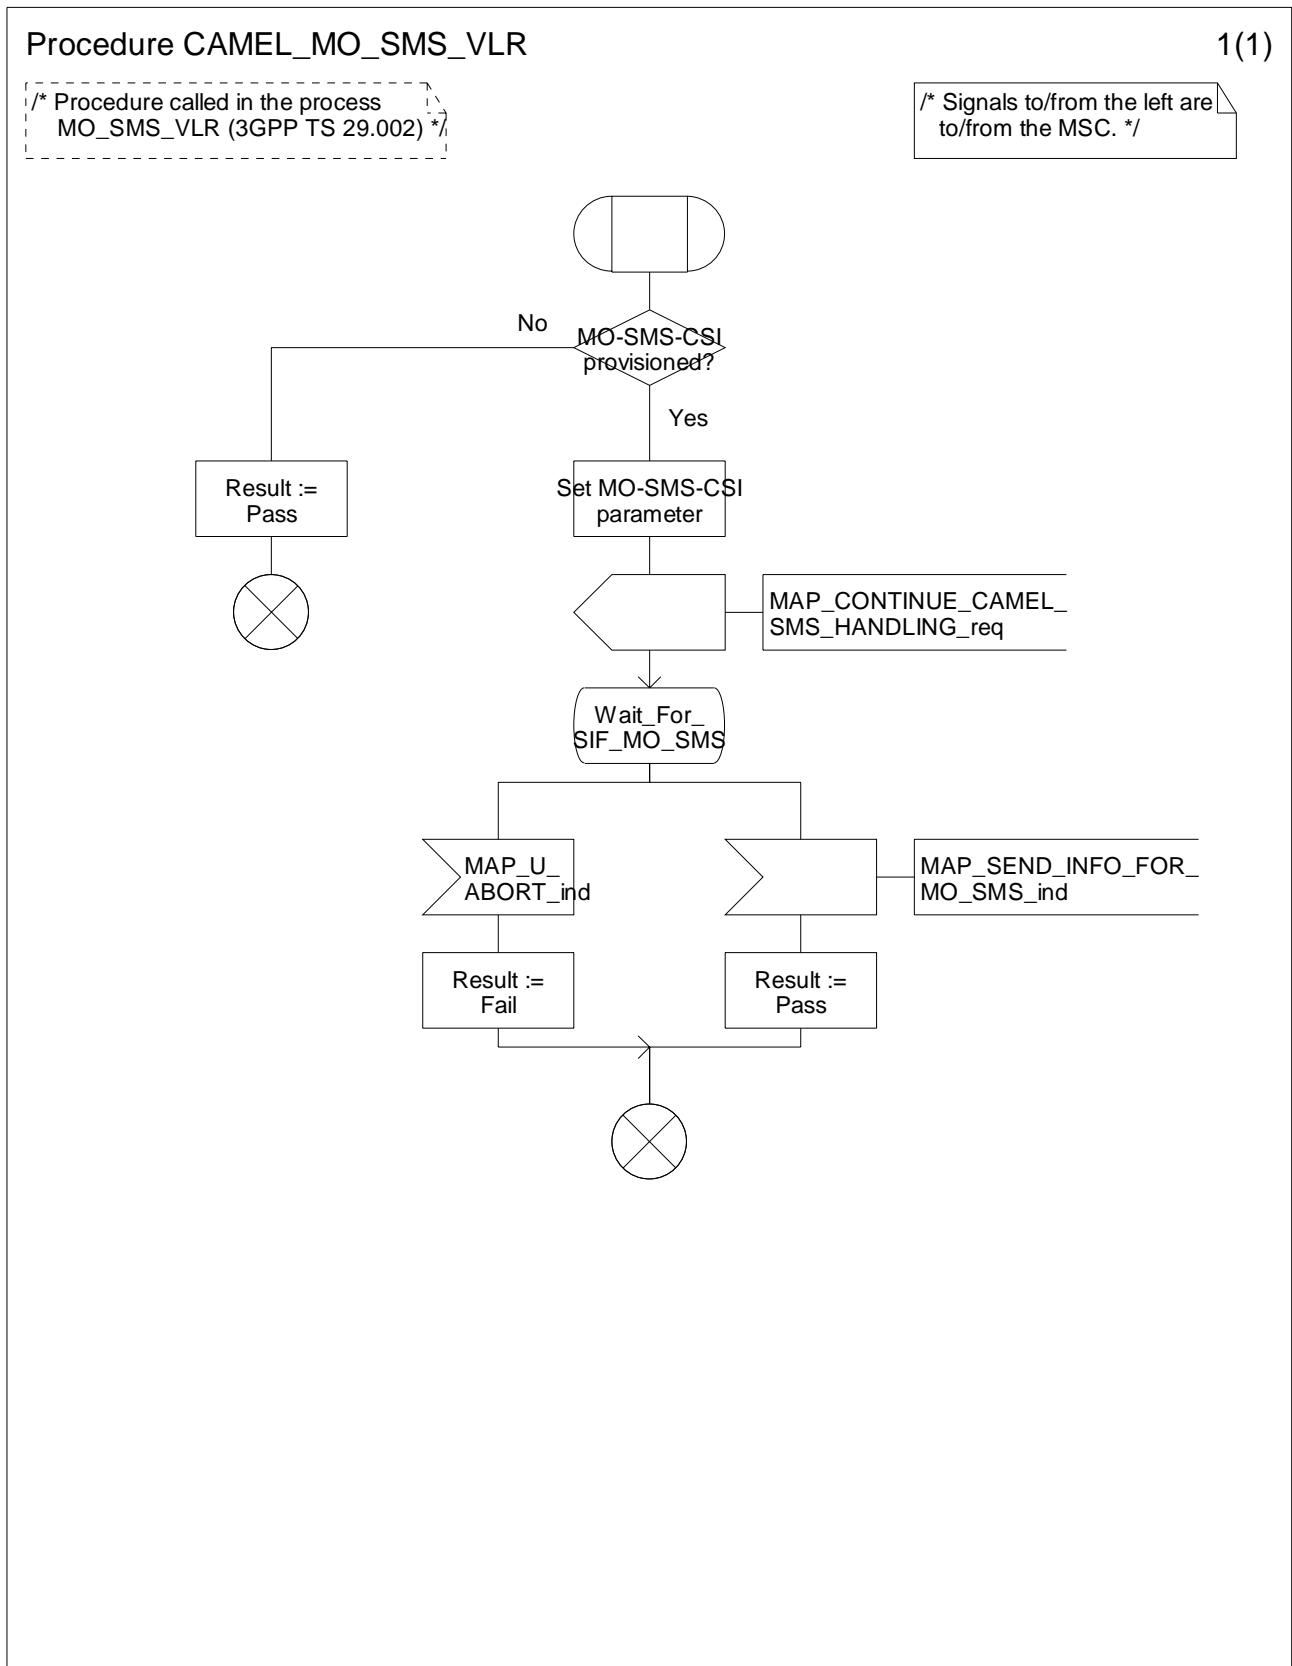 Procedure CAMEL_MO_SMS_VLR
1(1)
/* Procedure called in the process
MO_SMS_VLR (3GPP TS 29.002) */
/* Signals to/from the left are
to/from the MSC. */
No
MO-SMS-CSI
provisioned?
Yes
Result :=
Pass
Set MO-SMS-CSI
parameter
MAP_CONTINUE_CAMEL_
SMS_HANDLING_req
Wait_For_
SIF_MO_SMS
MAP_U_
ABORT_ind
MAP_SEND_INFO_FOR_
MO_SMS_ind
Result :=
Fail
Result :=
Pass